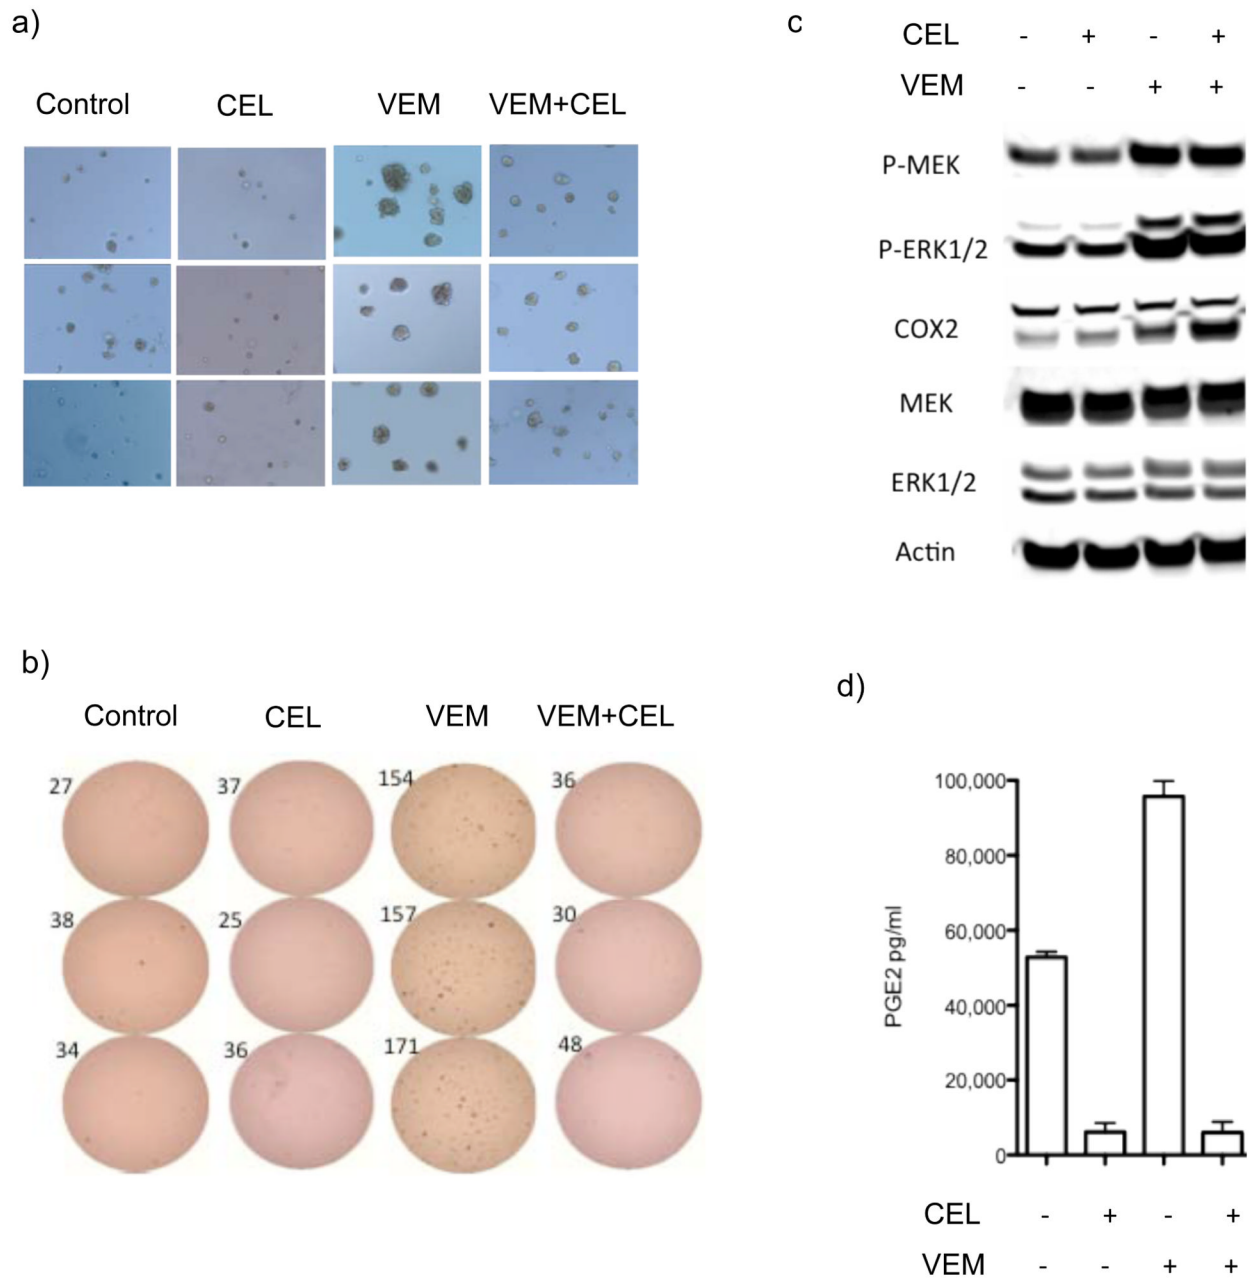 a)
Control CEL VEM VEM+CEL
c
CEL - + - +
VEM - - + +
P-MEK
P-ERK1/2
COX2
MEK
ERK1/2
Actin
b)
Control CEL VEM VEM+CEL
27 37 154 36
38 25 157 30
34 36 171 48
d)
PGE2 pg/ml
100,000
80,000
60,000
40,000
20,000
0
CEL - + - +
VEM - - + +